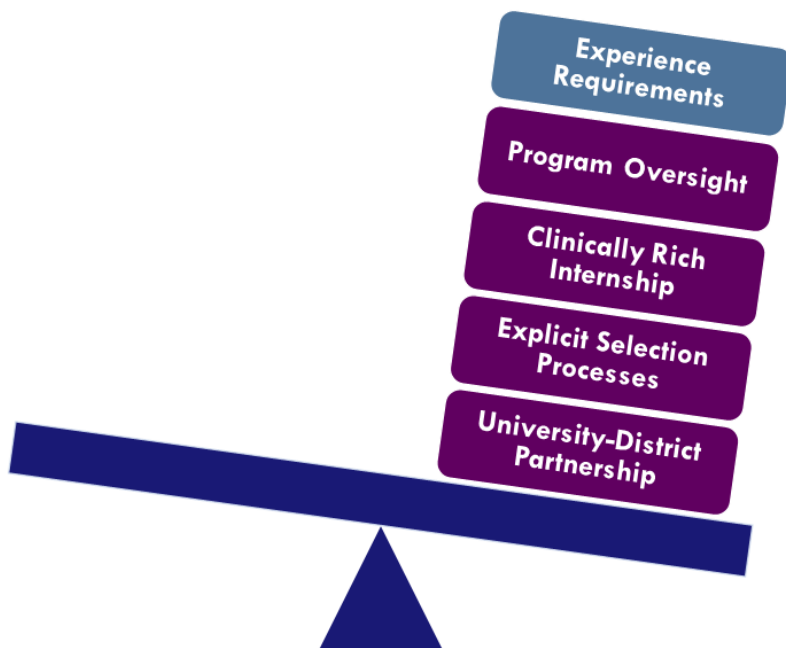 Experience
Requirements
Program Oversight
Clinically Rich
Internship
Explicit Selection
Processes
University-District
Partnership